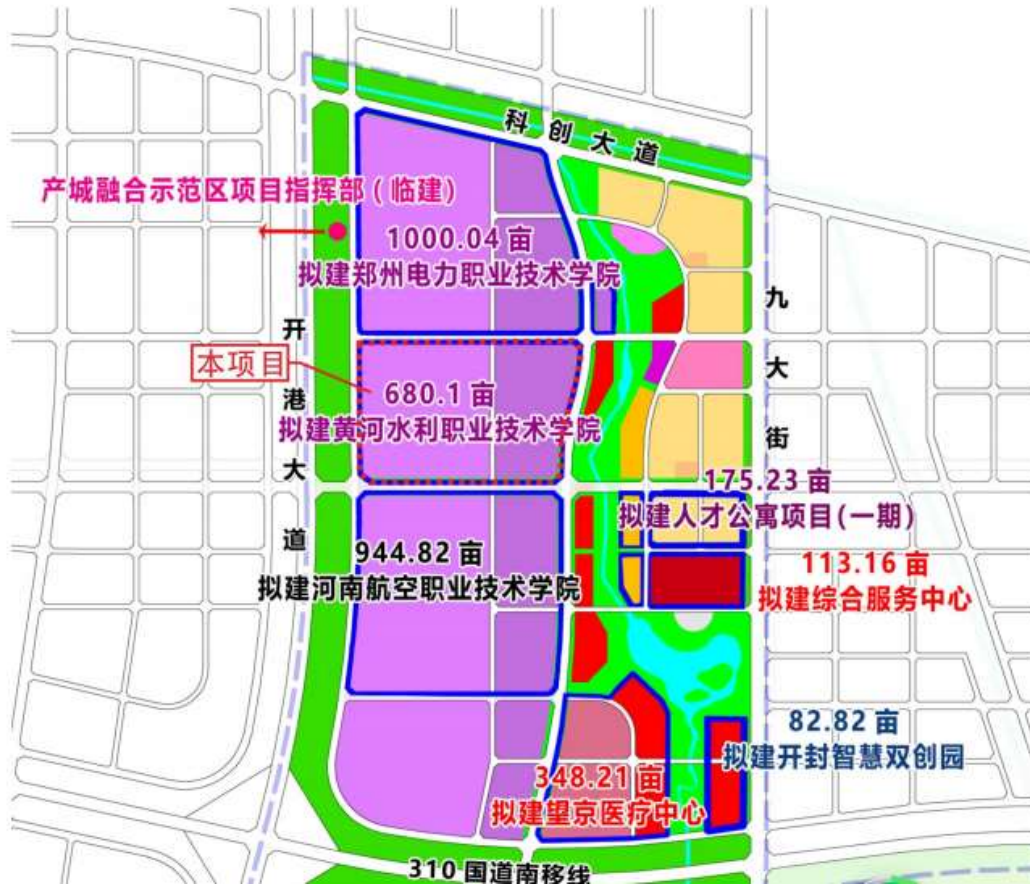 科创大道
产城融合示范区项目指挥部（临建）
1000.04 亩
拟建郑州电力职业技术学院
九大街
开港大道
本项目
680.1 亩
拟建黄河水利职业技术学院
175.23 亩
拟建人才公寓项目(一期)
944.82 亩
拟建河南航空职业技术学院
113.16 亩
拟建综合服务中心
82.82 亩
拟建开封智慧双创园
348.21 亩
拟建望京医疗中心
310 国道南移线